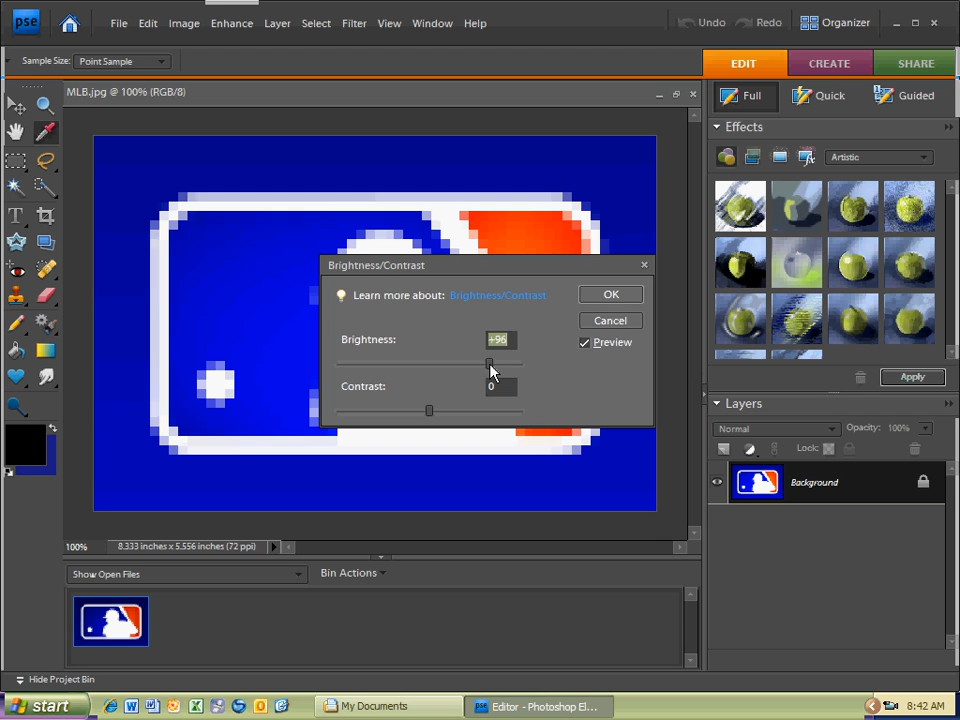 pse File Edit Image Enhance Layer Select Filter View Window Help Undo Redo Organizer
Sample Size: Point Sample EDIT CREATE SHARE
MLB.jpg @ 100% (RGB/8)
Full Quick Guided
Effects
Artistic
Brightness/Contrast
Learn more about: Brightness/Contrast OK
Cancel
Brightness: +96
Preview
Contrast: 0
Apply
Layers
Normal Opacity: 100%
Lock:
Background
100% 8.333 inches x 5.556 inches (72 ppi)
Show Open Files Bin Actions
Hide Project Bin
start My Documents pse Editor - Photoshop El... 8:42 AM